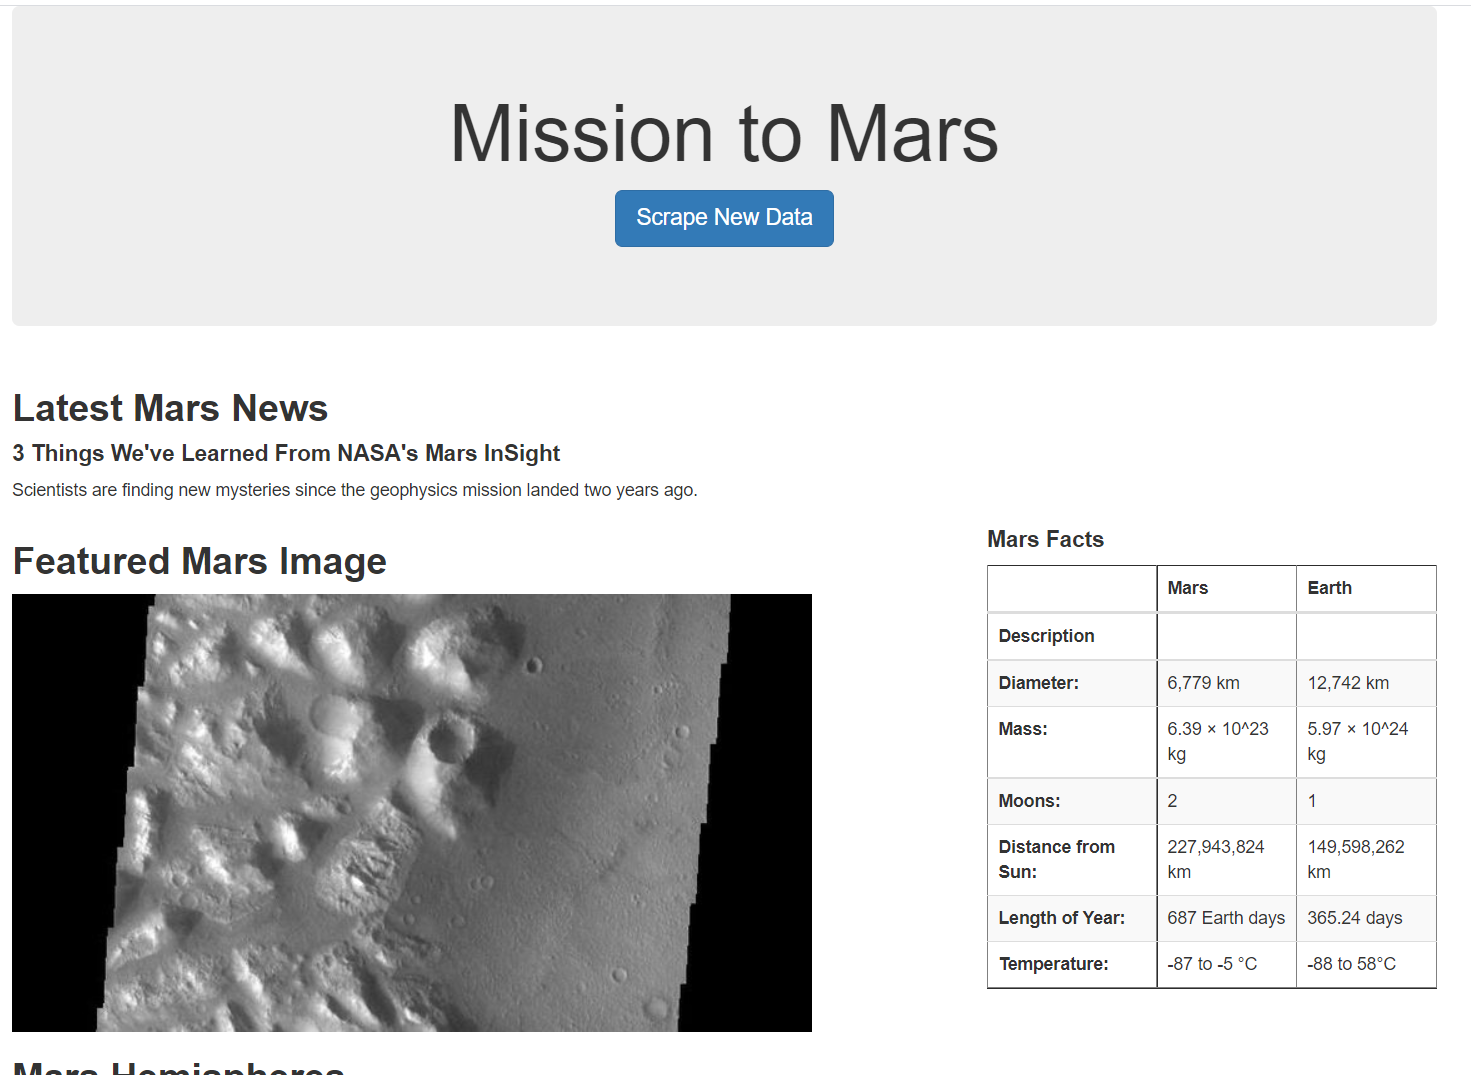 Mission to Mars
Scrape New Data
Latest Mars News
3 Things We've Learned From NASA's Mars InSight
Scientists are finding new mysteries since the geophysics mission landed two years ago.
Featured Mars Image
Mars Facts
Mars Earth
Description
Diameter: 6,779 km 12,742 km
Mass: 6.39 × 10^23 5.97 × 10^24
kg kg
Moons: 2 1
Distance from 227,943,824 149,598,262
Sun: km km
Length of Year: 687 Earth days 365.24 days
Temperature: -87 to -5 °C -88 to 58°C
Mars Hemispheres